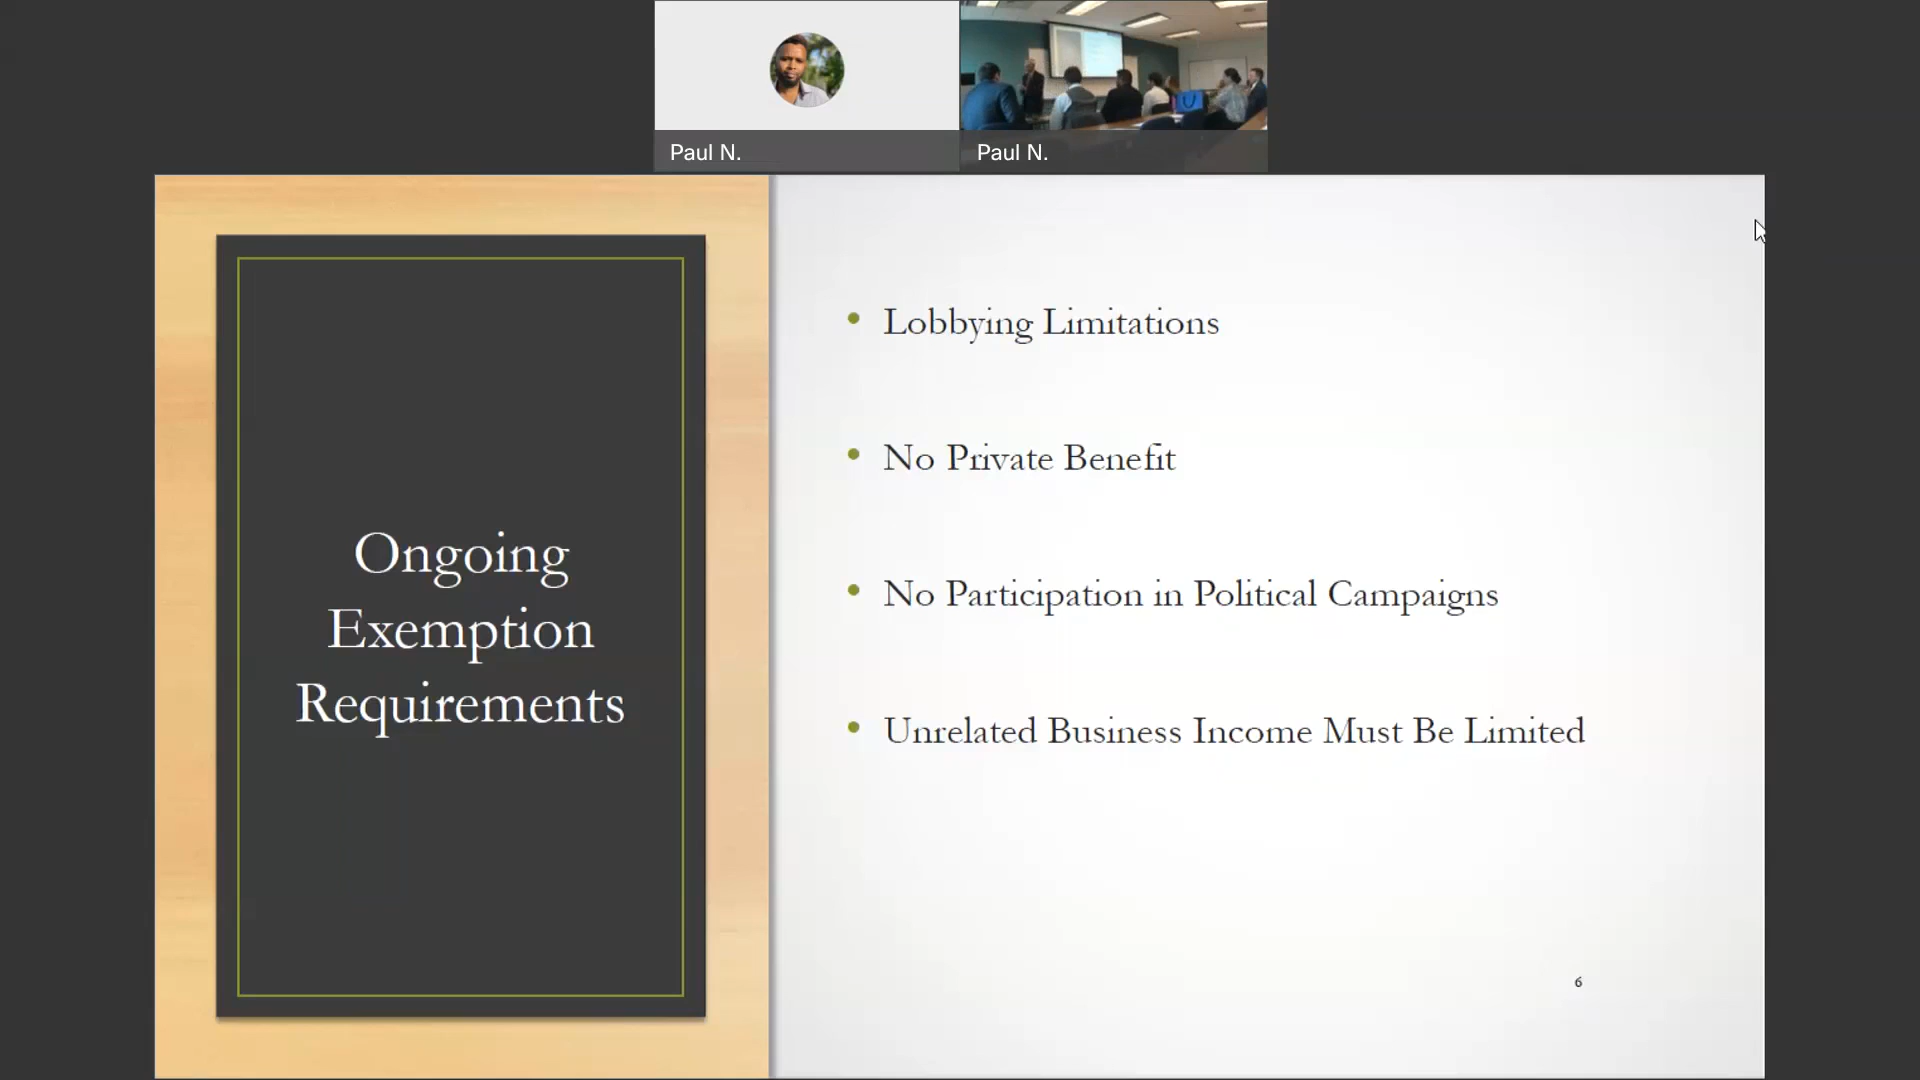 Paul N.
Paul N.
Ongoing
Exemption
Requirements
• Lobbying Limitations
• No Private Benefit
• No Participation in Political Campaigns
• Unrelated Business Income Must Be Limited
6